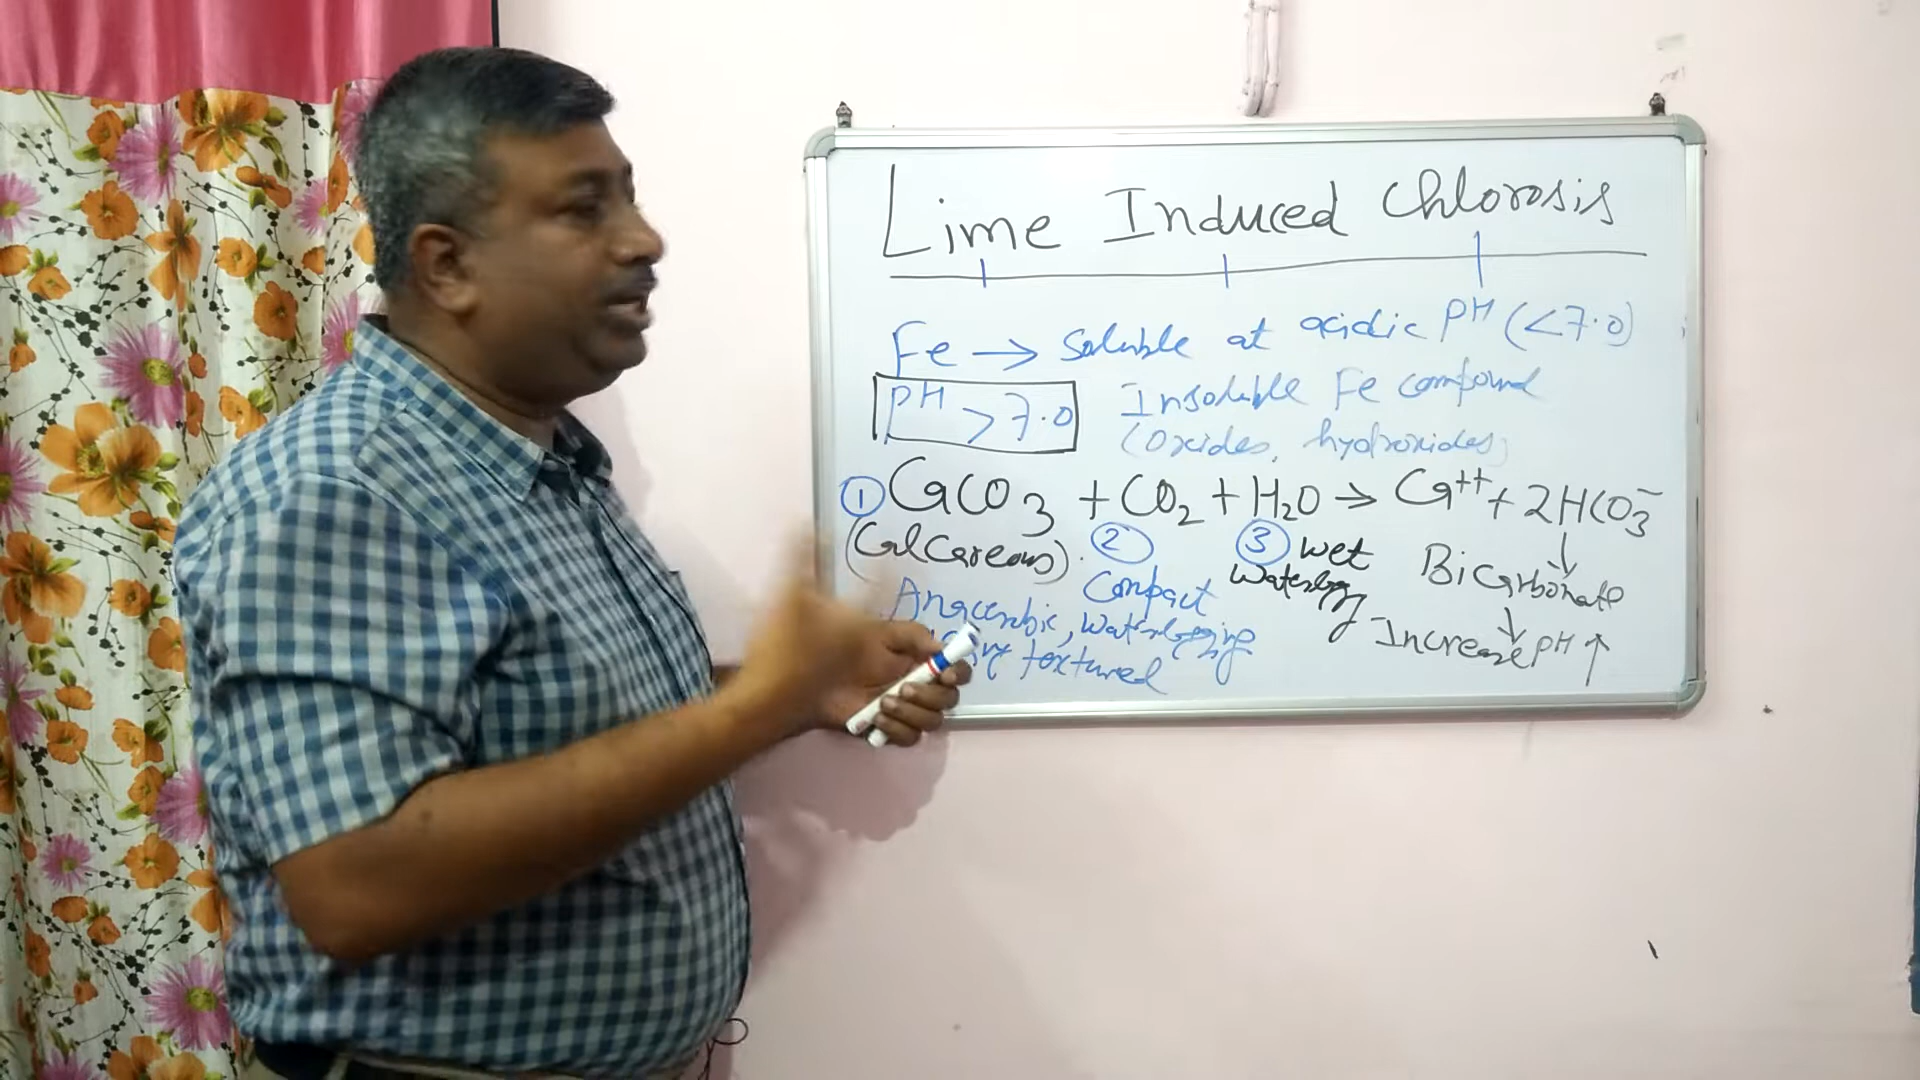 Lime Induced Chlorosis
Fe → Soluble at acidic PH (<7.0)
PH > 7.0 Insoluble Fe compound
(Oxides, hydroxides,
① CaCO3 + CO2 + H2O → Ca++ + 2HCO3-
(Calcareous) ② ③ Wet
Compact Bicarbonate
Anaerobic, Waterlogging Increase PH ↑
textured